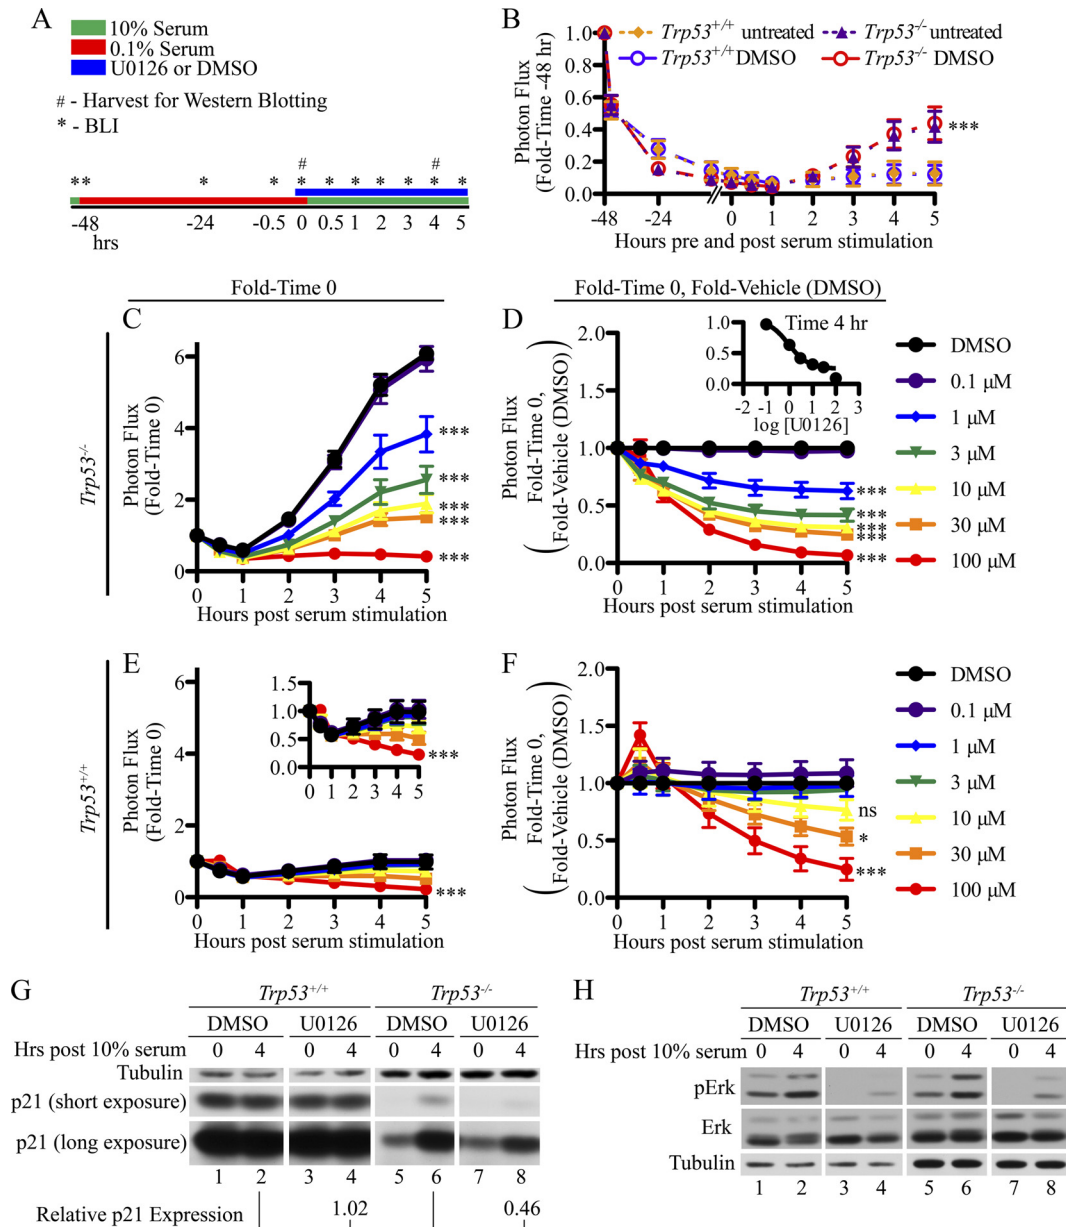 A
10% Serum
0.1% Serum
U0126 or DMSO
# - Harvest for Western Blotting
* - BLI
# #
** * * * * * * * * *
-48 -24 -0.5 0 0.5 1 2 3 4 5
hrs
B
Trp53+/+ untreated
Trp53-/- untreated
Trp53+/+ DMSO
Trp53-/- DMSO
Photon Flux
(Fold-Time -48 hr)
1.0
0.8
0.6
0.4
0.2
0.0
***
-48 -24 0 1 2 3 4 5
Hours pre and post serum stimulation
Fold-Time 0
Fold-Time 0, Fold-Vehicle (DMSO)
C
Trp53-/-
Photon Flux
(Fold-Time 0)
6
4
2
0
***
***
***
***
***
0 1 2 3 4 5
Hours post serum stimulation
D
Photon Flux
(Fold-Time 0,
Fold-Vehicle (DMSO))
2.0
1.5
1.0
0.5
0.0
Time 4 hr
1.0
0.5
0.0
-2 -1 0 1 2 3
log [U0126]
***
***
***
***
***
0 1 2 3 4 5
Hours post serum stimulation
DMSO
0.1 µM
1 µM
3 µM
10 µM
30 µM
100 µM
E
Trp53+/+
Photon Flux
(Fold-Time 0)
6
4
2
0
1.5
1.0
0.5
0.0
0 1 2 3 4 5
***
***
0 1 2 3 4 5
Hours post serum stimulation
F
Photon Flux
(Fold-Time 0,
Fold-Vehicle (DMSO))
2.0
1.5
1.0
0.5
0.0
ns
*
***
0 1 2 3 4 5
Hours post serum stimulation
DMSO
0.1 µM
1 µM
3 µM
10 µM
30 µM
100 µM
G
Trp53+/+ Trp53-/-
DMSO U0126 DMSO U0126
Hrs post 10% serum 0 4 0 4 0 4 0 4
Tubulin
p21 (short exposure)
p21 (long exposure)
1 2 3 4 5 6 7 8
Relative p21 Expression 1.02 0.46
H
Trp53+/+ Trp53-/-
DMSO U0126 DMSO U0126
Hrs post 10% serum 0 4 0 4 0 4 0 4
pErk
Erk
Tubulin
1 2 3 4 5 6 7 8